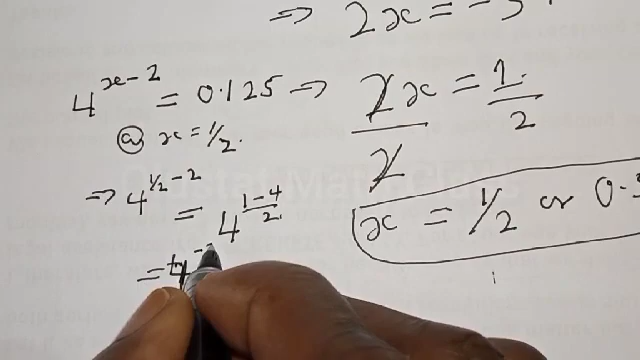 ⇒ 2x = -3
4^(x-2) = 0.125 ⇒ 2x = 1/2
@ x = 1/2. 2 2
⇒ 4^(1/2-2) = 4^((1-4)/2)
x = 1/2 or 0.
= 4^-